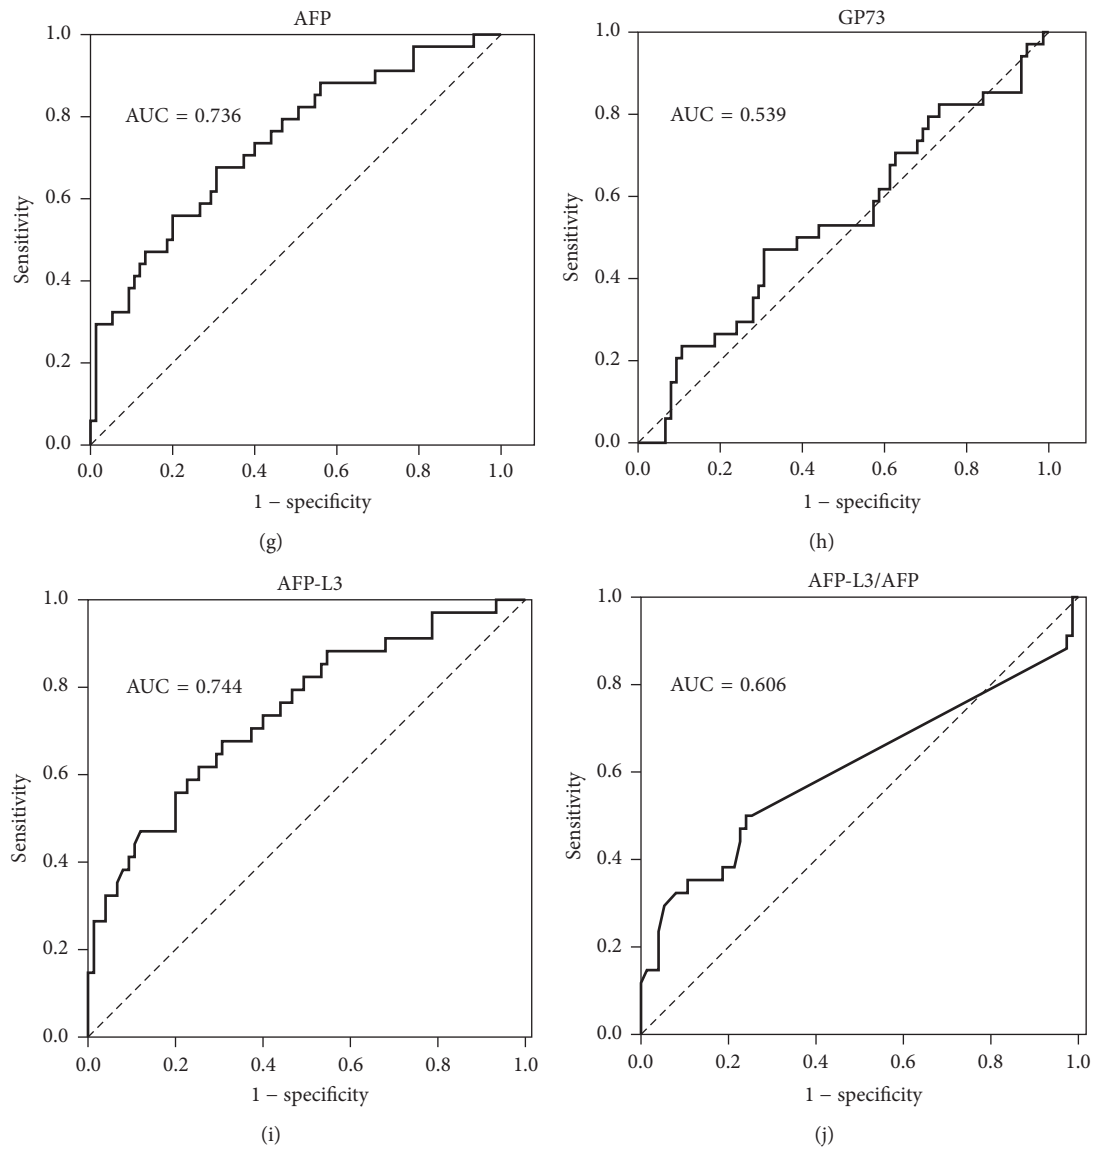 AFP
1.0
0.8
0.6
0.4
0.2
0.0
Sensitivity
AUC = 0.736
0.0 0.2 0.4 0.6 0.8 1.0
1 − specificity
(g)
GP73
1.0
0.8
0.6
0.4
0.2
0.0
Sensitivity
AUC = 0.539
0.0 0.2 0.4 0.6 0.8 1.0
1 − specificity
(h)
AFP-L3
1.0
0.8
0.6
0.4
0.2
0.0
Sensitivity
AUC = 0.744
0.0 0.2 0.4 0.6 0.8 1.0
1 − specificity
(i)
AFP-L3/AFP
1.0
0.8
0.6
0.4
0.2
0.0
Sensitivity
AUC = 0.606
0.0 0.2 0.4 0.6 0.8 1.0
1 − specificity
(j)